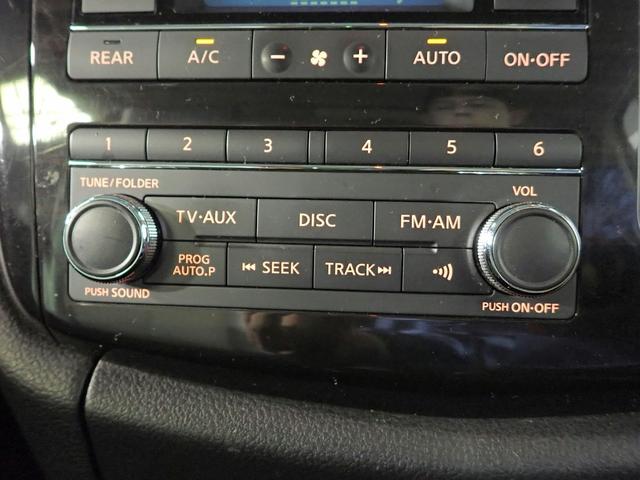 REAR A/C − + AUTO ON·OFF
1 2 3 4 5 6
TUNE/FOLDER VOL
TV·AUX DISC FM·AM
PROG AUTO.P SEEK TRACK
PUSH SOUND PUSH ON·OFF